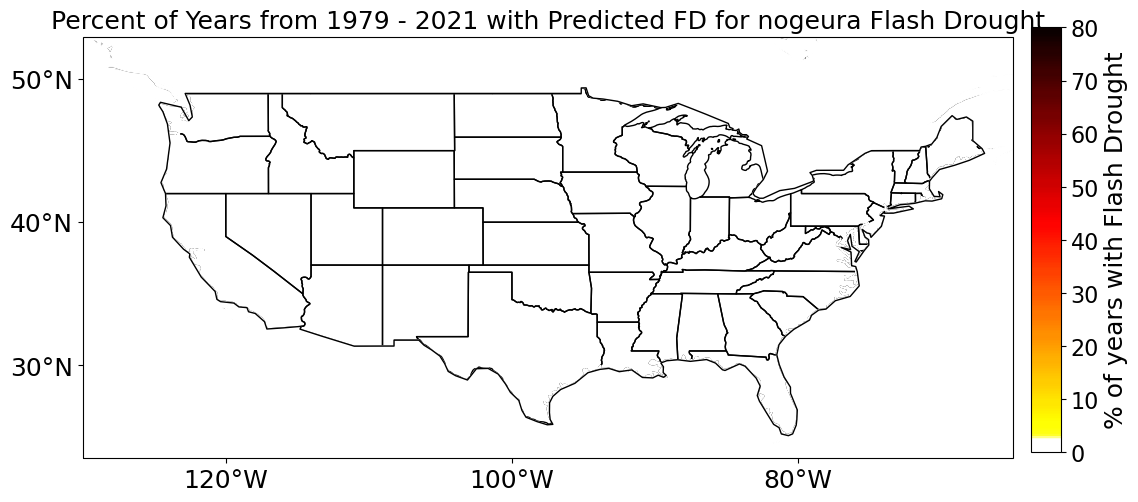 Percent of Years from 1979 - 2021 with Predicted FD for nogeura Flash Drought
50°N
40°N
30°N
120°W
100°W
80°W
80
70
60
50
40
30
20
10
0
% of years with Flash Drought